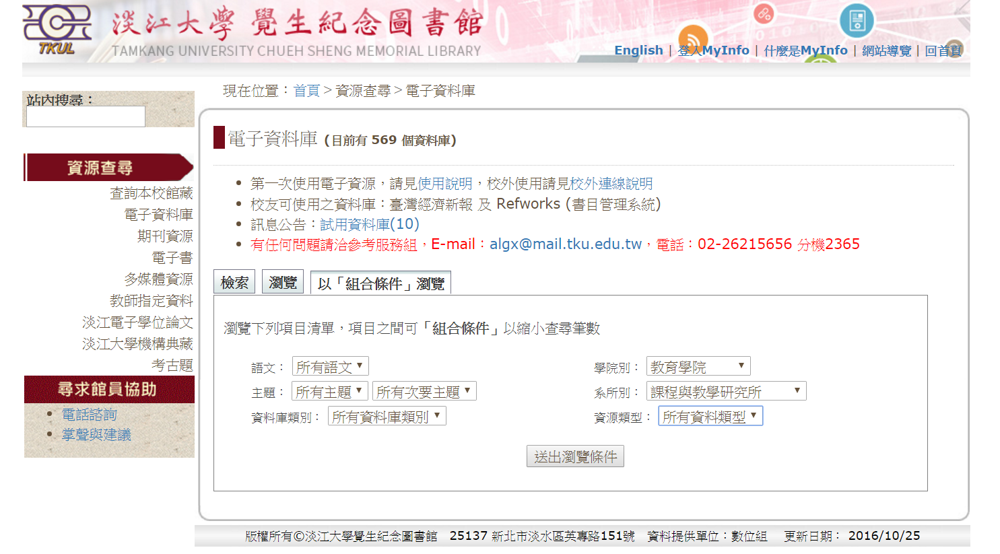 淡江大學 覺生紀念圖書館
TKUL
TAMKANG UNIVERSITY CHUEH SHENG MEMORIAL LIBRARY
English | 登入MyInfo | 什麼是MyInfo | 網站導覽 | 回首頁
現在位置：首頁 > 資源查尋 > 電子資料庫
站內搜尋：
電子資料庫 (目前有 569 個資料庫)
資源查尋
查詢本校館藏
電子資料庫
期刊資源
電子書
多媒體資源
教師指定資料
淡江電子學位論文
淡江大學機構典藏
考古題
尋求館員協助
電話諮詢
掌聲與建議
第一次使用電子資源，請見使用說明，校外使用請見校外連線說明
校友可使用之資料庫：臺灣經濟新報 及 Refworks (書目管理系統)
訊息公告：試用資料庫(10)
有任何問題請洽參考服務組，E-mail：algx@mail.tku.edu.tw，電話：02-26215656 分機2365
檢索 瀏覽 以「組合條件」瀏覽
瀏覽下列項目清單，項目之間可「組合條件」以縮小查尋筆數
語文： 所有語文 學院別： 教育學院
主題： 所有主題 所有次要主題 系所別： 課程與教學研究所
資料庫類別： 所有資料庫類別 資源類型： 所有資料類型
送出瀏覽條件
版權所有©淡江大學覺生紀念圖書館 25137 新北市淡水區英專路151號 資料提供單位：數位組 更新日期： 2016/10/25